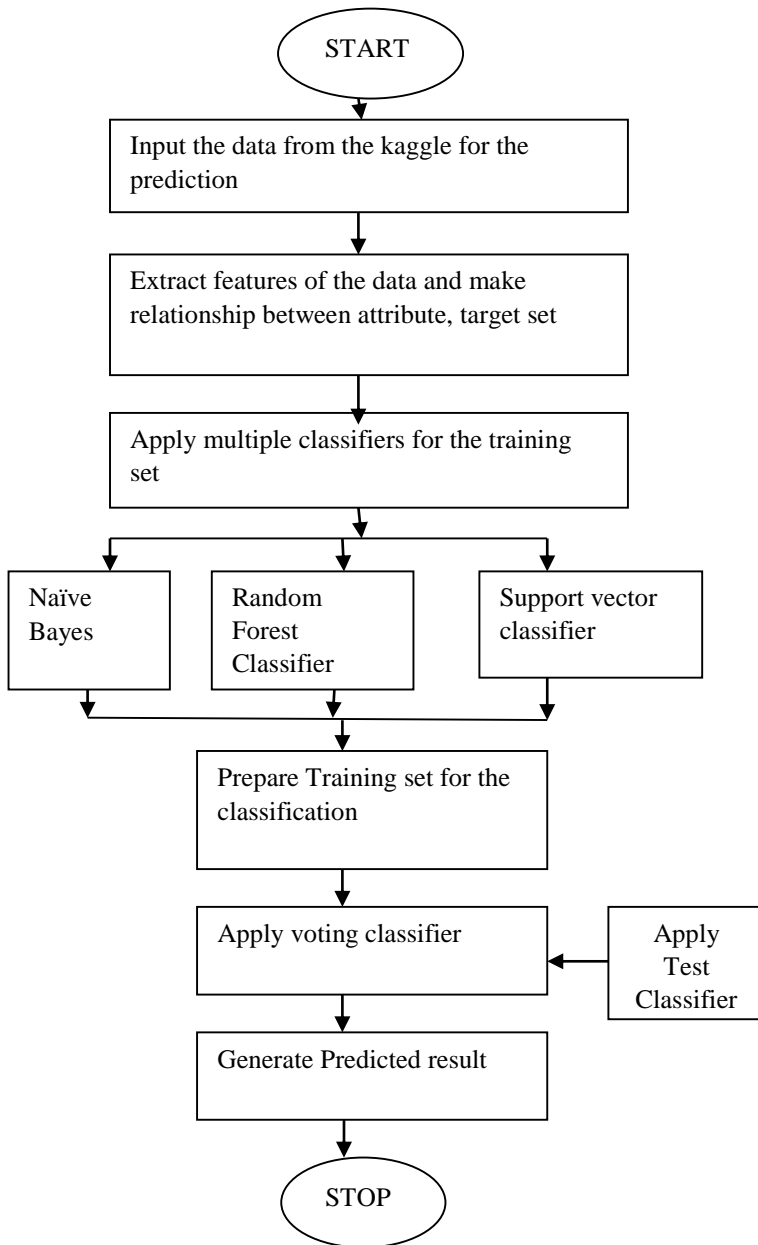 START
Input the data from the kaggle for the
prediction
Extract features of the data and make
relationship between attribute, target set
Apply multiple classifiers for the training
set
Naïve
Bayes
Random
Forest
Classifier
Support vector
classifier
Prepare Training set for the
classification
Apply voting classifier
Apply
Test
Classifier
Generate Predicted result
STOP